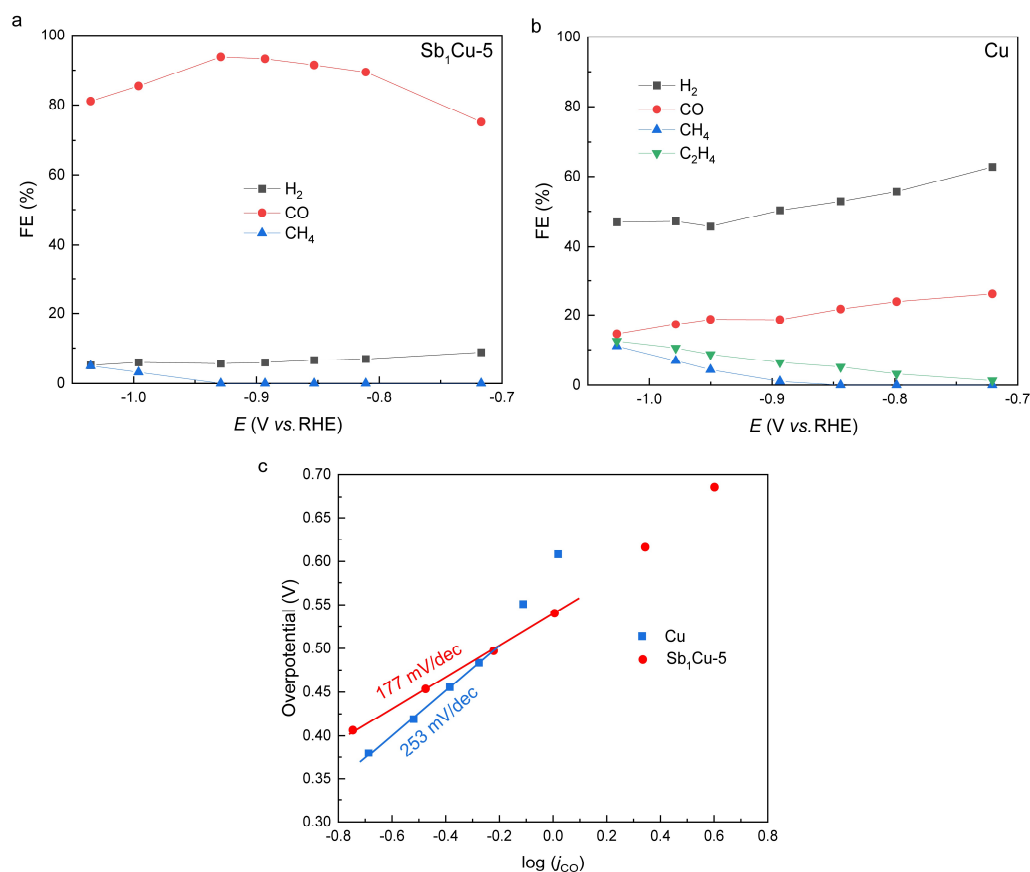 a
Sb₁Cu-5
100
80
60
40
20
0
FE (%)
H₂
CO
CH₄
-1.0
-0.9
-0.8
-0.7
E (V vs. RHE)
b
Cu
100
80
60
40
20
0
FE (%)
H₂
CO
CH₄
C₂H₄
-1.0
-0.9
-0.8
-0.7
E (V vs. RHE)
c
0.70
0.65
0.60
0.55
0.50
0.45
0.40
0.35
0.30
Overpotential (V)
177 mV/dec
253 mV/dec
Cu
Sb₁Cu-5
-0.8
-0.6
-0.4
-0.2
0.0
0.2
0.4
0.6
0.8
log (j_CO)